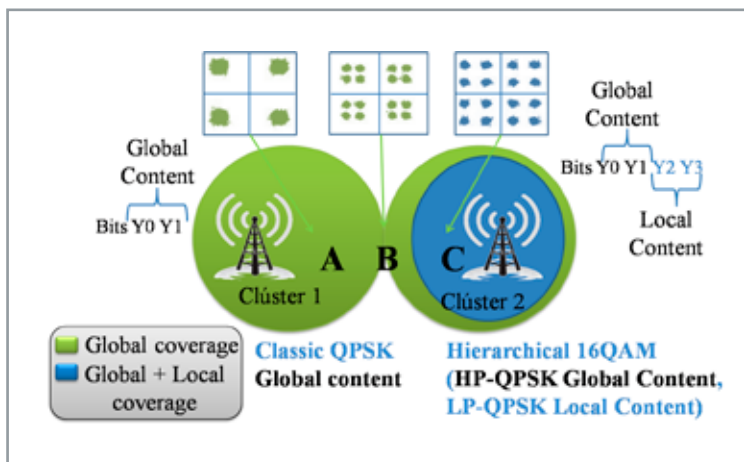 Global
Content
Bits Y0 Y1
Global
Content
Bits Y0 Y1 Y2 Y3
Local
Content
A
B
C
Clúster 1
Clúster 2
Global coverage
Global + Local
coverage
Classic QPSK
Global content
Hierarchical 16QAM
(HP-QPSK Global Content,
LP-QPSK Local Content)